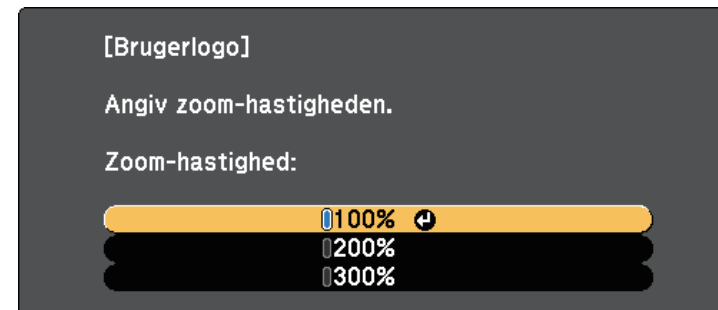 [Brugerlogo]
Angiv zoom-hastigheden.
Zoom-hastighed:
100%
200%
300%